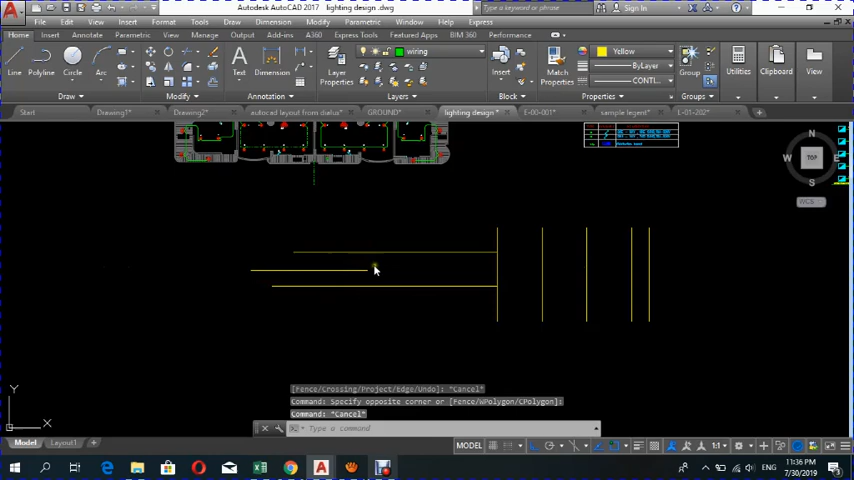 Autodesk AutoCAD 2017 lighting design.dwg
Type a keyword or phrase
Sign In
File Edit View Insert Format Tools Draw Dimension Modify Parametric Window Help Express
Home Insert Annotate Parametric View Manage Output Add-ins A360 Express Tools Featured Apps BIM 360 Performance
wiring
Yellow
ByLayer
CONTI...
Line Polyline Circle Arc Text Dimension Layer Properties Insert Match Properties Group Utilities Clipboard View
Draw Modify Annotation Layers Block Properties Groups
Start Drawing1* Drawing2* autocad layout from status* GROUND* lighting design* E-00-001* sample legent* E-L-01-202*
N
W TOP E
S
WCS
[Fence/Crossing/Project/Edge/Undo]: *Cancel*
Command: Specify opposite corner or [Fence/WPolygon/CPolygon]:
Command: *Cancel*
Type a command
Y
X
Model Layout1
MODEL
1:1
ENG
11:36 PM
7/30/2019